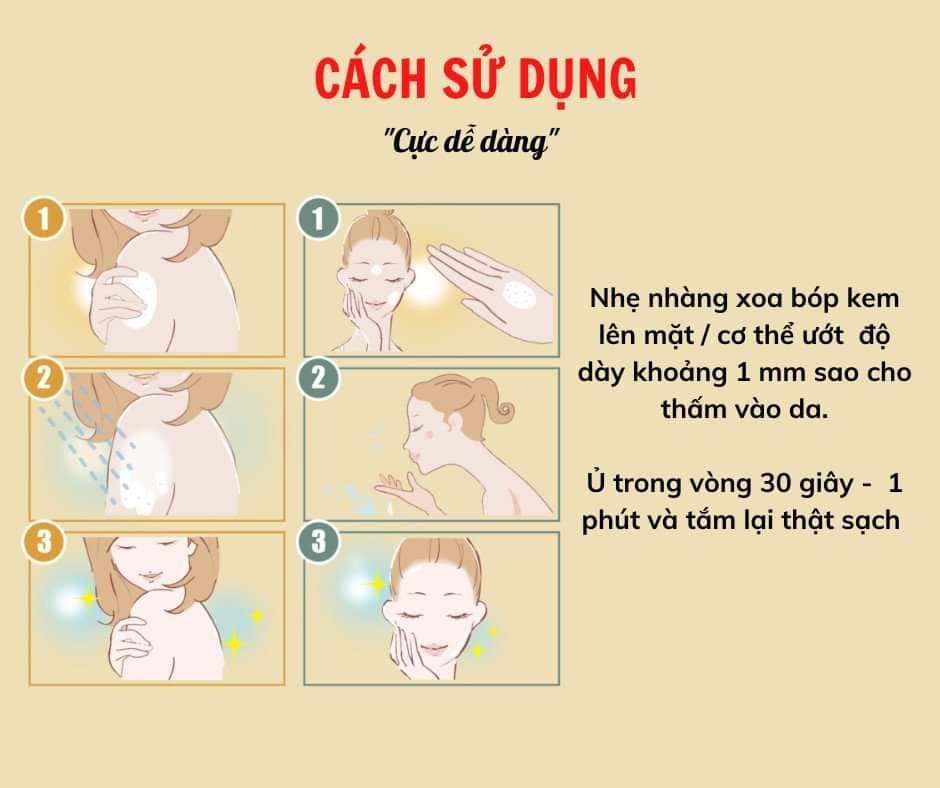 CÁCH SỬ DỤNG
"Cực dễ dàng"
1
1
2
2
3
3
Nhẹ nhàng xoa bóp kem
lên mặt / cơ thể ướt độ
dày khoảng 1 mm sao cho
thấm vào da.
Ủ trong vòng 30 giây - 1
phút và tắm lại thật sạch